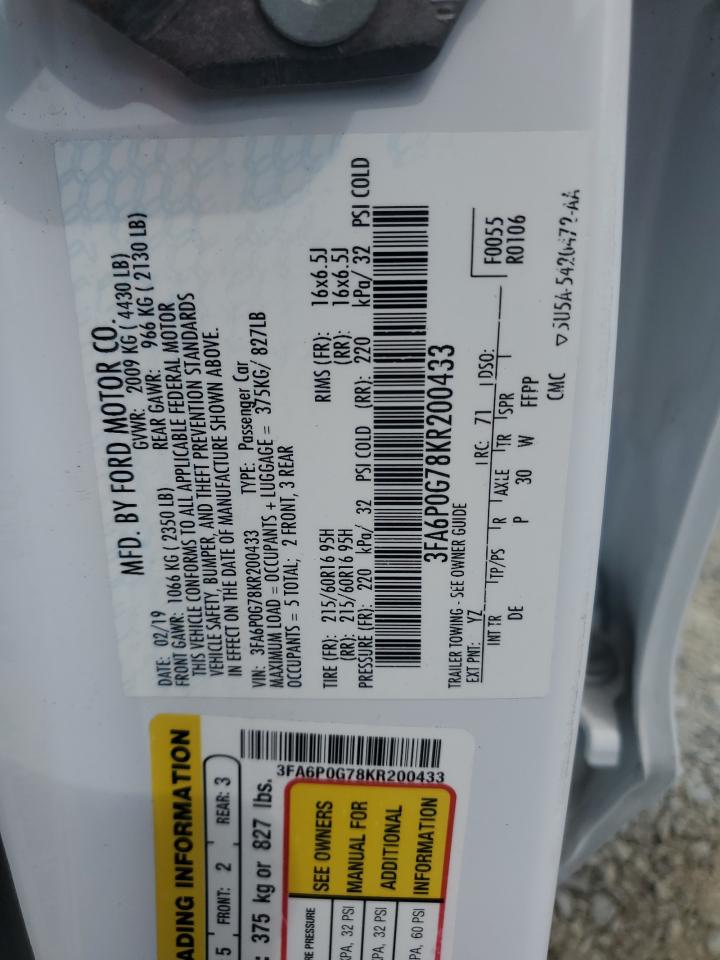 MFD. BY FORD MOTOR CO.
DATE: 02/19 GVWR: 2009 KG ( 4430 LB)
FRONT GAWR: 1066 KG ( 2350 LB) REAR GAWR: 966 KG ( 2130 LB)
THIS VEHICLE CONFORMS TO ALL APPLICABLE FEDERAL MOTOR
VEHICLE SAFETY, BUMPER, AND THEFT PREVENTION STANDARDS
IN EFFECT ON THE DATE OF MANUFACTURE SHOWN ABOVE.
VIN: 3FA6P0G78KR200433 TYPE: Passenger Car
MAXIMUM LOAD = OCCUPANTS + LUGGAGE = 375KG/ 827LB
OCCUPANTS = 5 TOTAL; 2 FRONT, 3 REAR
TIRE (FR): 215/60R16 95H RIMS (FR): 16x6.5J
(RR): 215/60R16 95H (RR): 16x6.5J
PRESSURE (FR): 220 kPa/ 32 PSI COLD (RR): 220 kPa/ 32 PSI COLD
3FA6P0G78KR200433
TRAILER TOWING - SEE OWNER GUIDE
EXT PNT: YZ RC: 71 DSO: F0055
INT TR TP/PS R AXLE TR SPR R0106
DE P 30 W FFPP
CMC 5U5A-5420472-AA
ADING INFORMATION
5 FRONT: 2 REAR: 3
: 375 kg or 827 lbs.
3FA6P0G78KR200433
RE PRESSURE SEE OWNERS
KPA, 32 PSI MANUAL FOR
KPA, 32 PSI ADDITIONAL
PA, 60 PSI INFORMATION